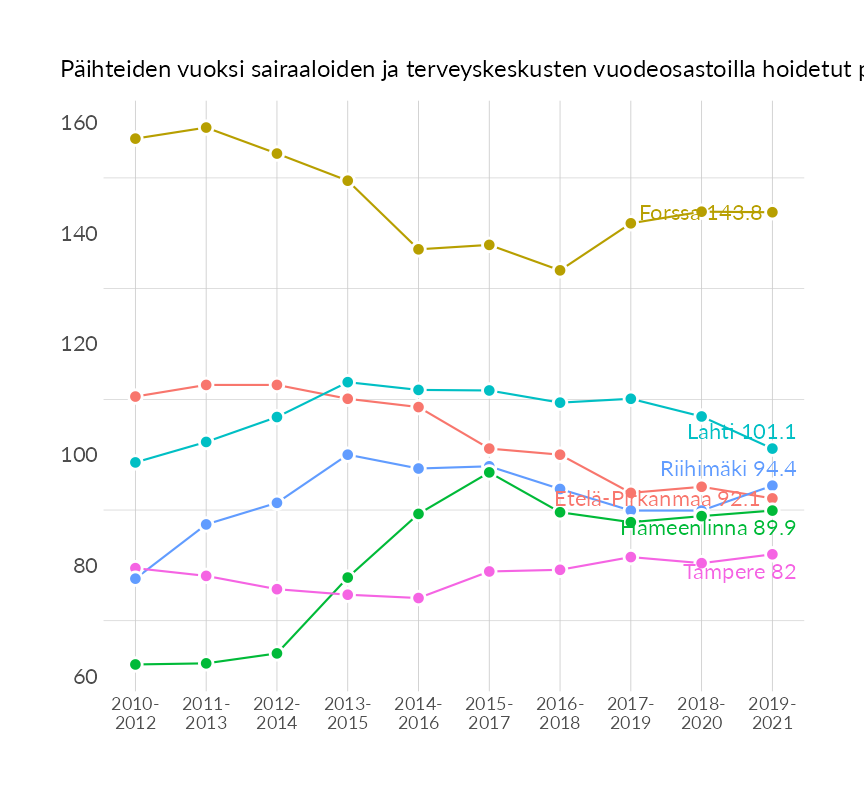 Päihteiden vuoksi sairaaloiden ja terveyskeskusten vuodeosastoilla hoidetut
160
140
120
100
80
60
Forssa 143.8
Lahti 101.1
Riihimäki 94.4
Etelä-Pirkanmaa 92.1
Hämeenlinna 89.9
Tampere 82
2010- 2011- 2012- 2013- 2014- 2015- 2016- 2017- 2018- 2019-
2012 2013 2014 2015 2016 2017 2018 2019 2020 2021